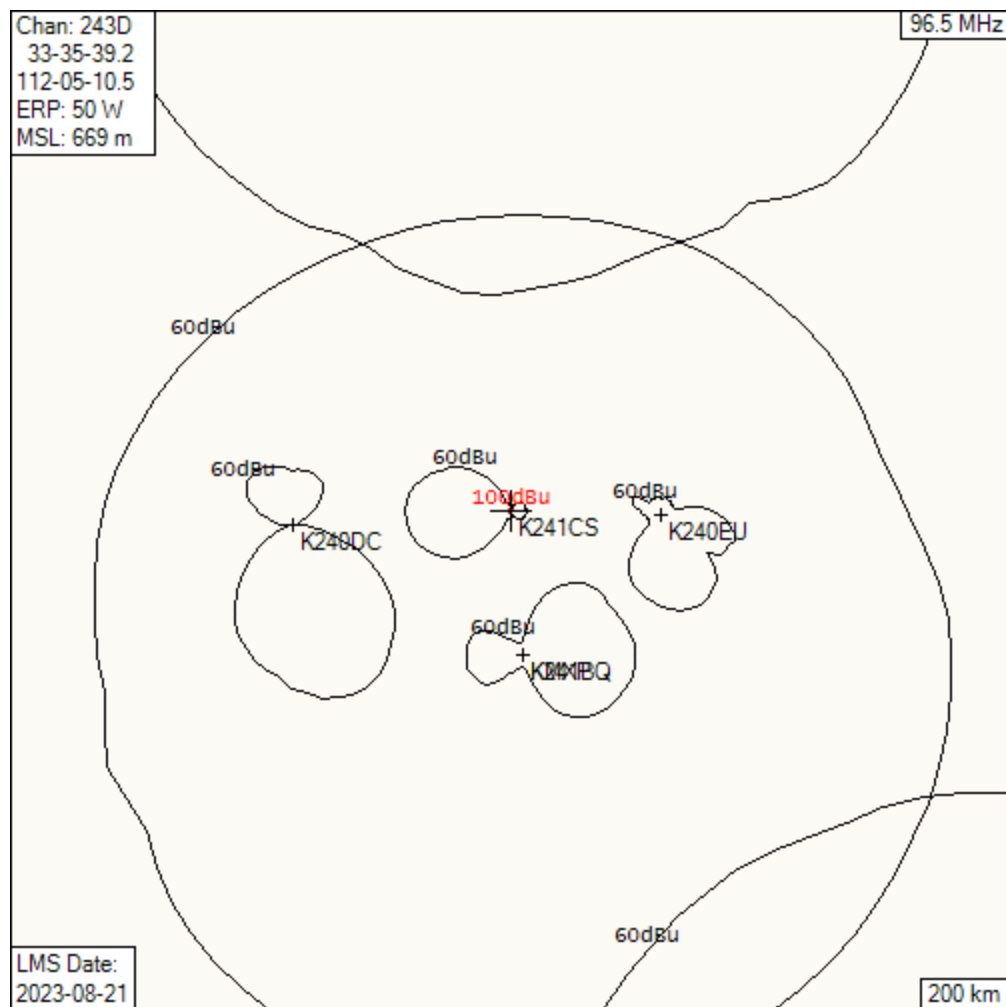 Chan: 243D
33-35-39.2
112-05-10.5
ERP: 50 W
MSL: 669 m
96.5 MHz
60dBu
60dBu
60dBu
100dBu
60dBu
K241CS
K240EU
K240DC
60dBu
60dBu
LMS Date:
2023-08-21
200 km